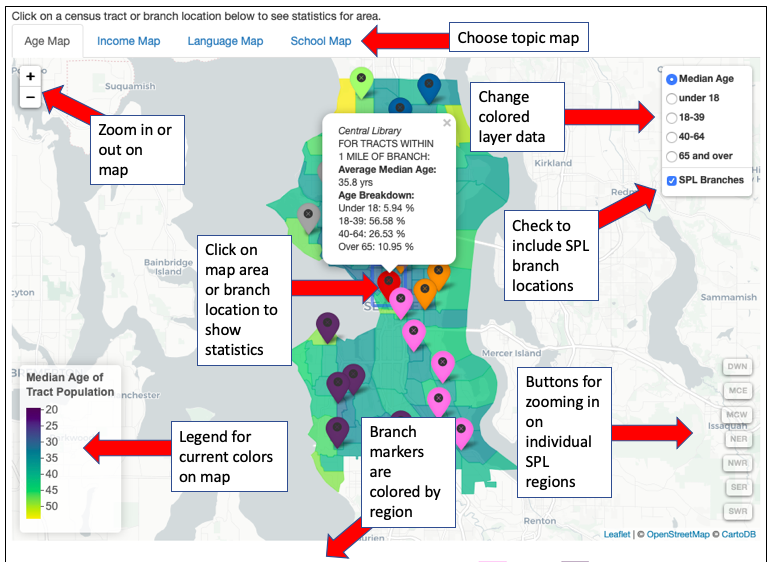 Click on a census tract or branch location below to see statistics for area.
Age Map
Income Map
Language Map
School Map
Choose topic map
+
−
Suquamish
Zoom in or
out on
map
Change
colored
layer data
Median Age
under 18
18-39
40-64
65 and over
SPL Branches
×
Central Library
FOR TRACTS WITHIN
1 MILE OF BRANCH:
Average Median Age:
35.8 yrs
Age Breakdown:
Under 18: 5.94 %
18-39: 56.58 %
40-64: 26.53 %
Over 65: 10.95 %
Kirkland
Check to
include SPL
branch
locations
Bainbridge
Island
Click on
map area
or branch
location to
show
statistics
Sammamish
Mercer Island
Median Age of
Tract Population
20
25
30
35
40
45
50
Legend for
current colors
on map
Branch
markers
are
colored by
region
Buttons for
zooming in
on
individual
SPL
regions
DWN
MCE
MCW
Issaquah
NER
NWR
SER
SWR
Renton
Leaflet | © OpenStreetMap © CartoDB